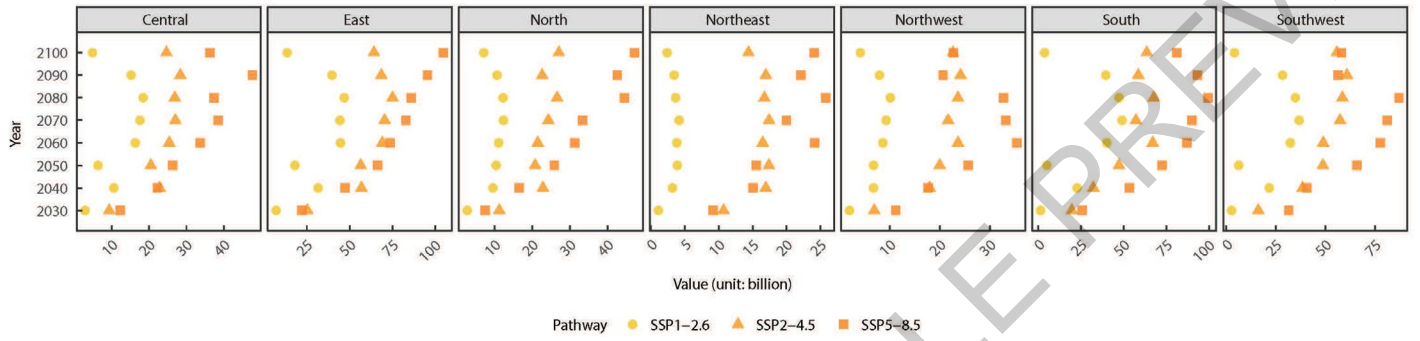 Central East North Northeast Northwest South Southwest
2100
2090
2080
2070
2060
2050
2040
2030
Year
10 20 30 40 25 50 75 100 10 20 30 40 0 5 10 15 20 25 10 20 30 0 25 50 75 100 0 25 50 75
Value (unit: billion)
Pathway SSP1–2.6 SSP2–4.5 SSP5–8.5
LE PREV